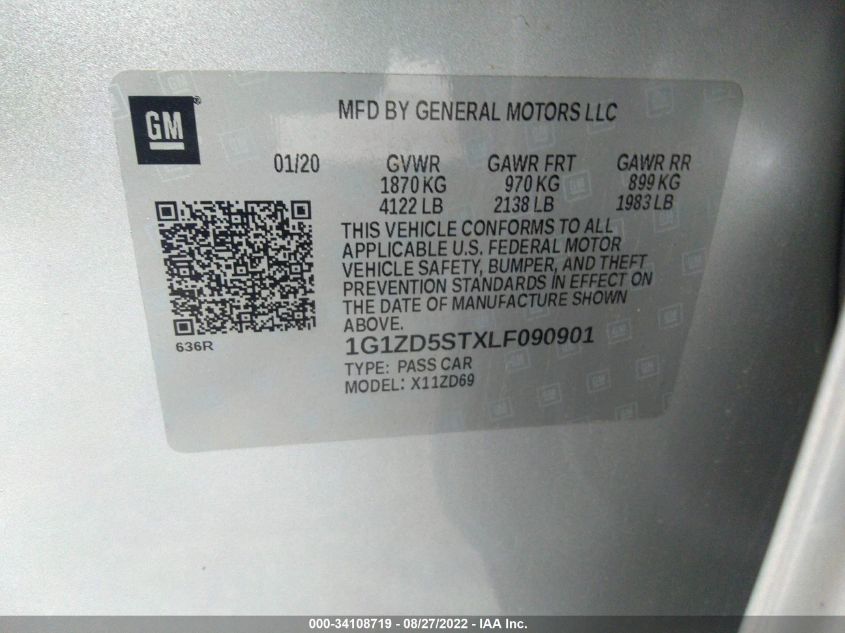 GM®
MFD BY GENERAL MOTORS LLC
01/20 GVWR GAWR FRT GAWR RR
1870 KG 970 KG 899 KG
4122 LB 2138 LB 1983 LB
THIS VEHICLE CONFORMS TO ALL
APPLICABLE U.S. FEDERAL MOTOR
VEHICLE SAFETY, BUMPER, AND THEFT
PREVENTION STANDARDS IN EFFECT ON
THE DATE OF MANUFACTURE SHOWN
ABOVE.
636R
1G1ZD5STXLF090901
TYPE: PASS CAR
MODEL: X11ZD69
000-34108719 - 08/27/2022 - IAA Inc.